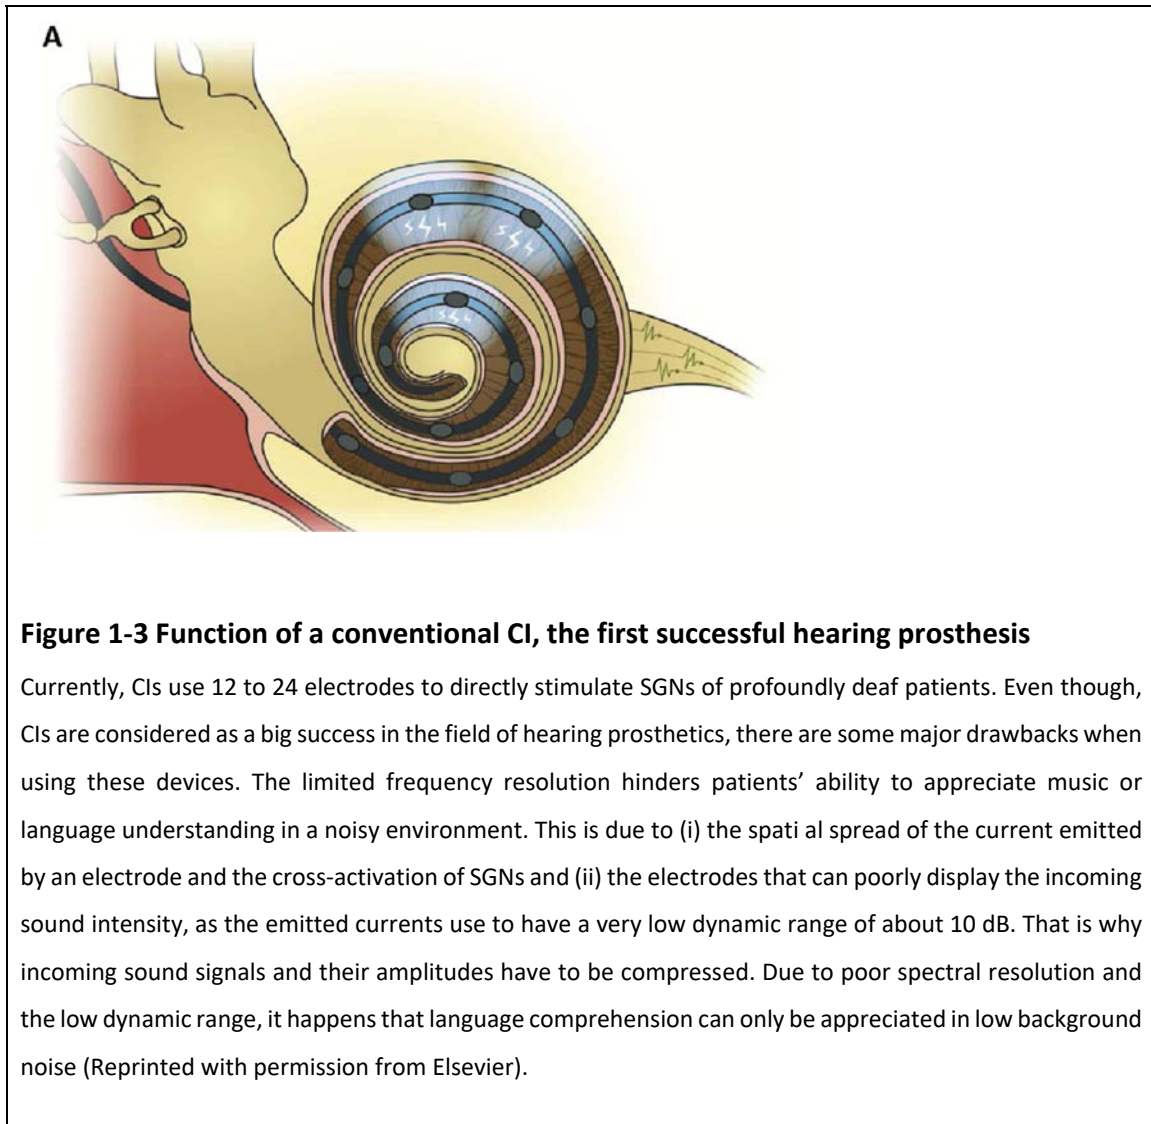 A
Figure 1-3 Function of a conventional CI, the first successful hearing prosthesis
Currently, CIs use 12 to 24 electrodes to directly stimulate SGNs of profoundly deaf patients. Even though,
CIs are considered as a big success in the field of hearing prosthetics, there are some major drawbacks when
using these devices. The limited frequency resolution hinders patients’ ability to appreciate music or
language understanding in a noisy environment. This is due to (i) the spati al spread of the current emitted
by an electrode and the cross-activation of SGNs and (ii) the electrodes that can poorly display the incoming
sound intensity, as the emitted currents use to have a very low dynamic range of about 10 dB. That is why
incoming sound signals and their amplitudes have to be compressed. Due to poor spectral resolution and
the low dynamic range, it happens that language comprehension can only be appreciated in low background
noise (Reprinted with permission from Elsevier).